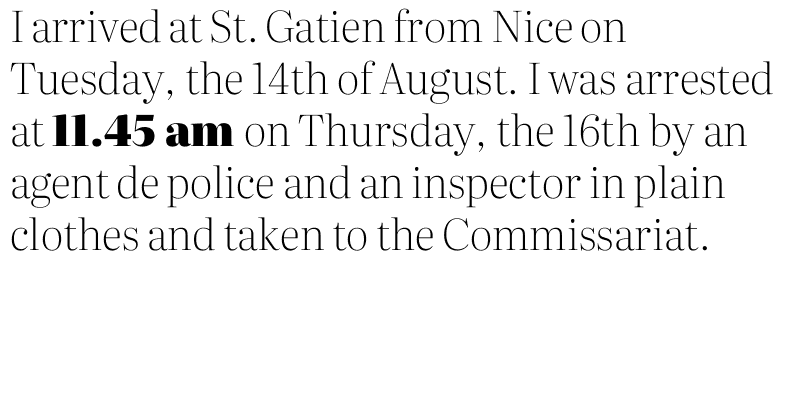 I arrived at St. Gatien from Nice on
Tuesday, the 14th of August. I was arrested
at 11.45 am on Thursday, the 16th by an
agent de police and an inspector in plain
clothes and taken to the Commissariat.